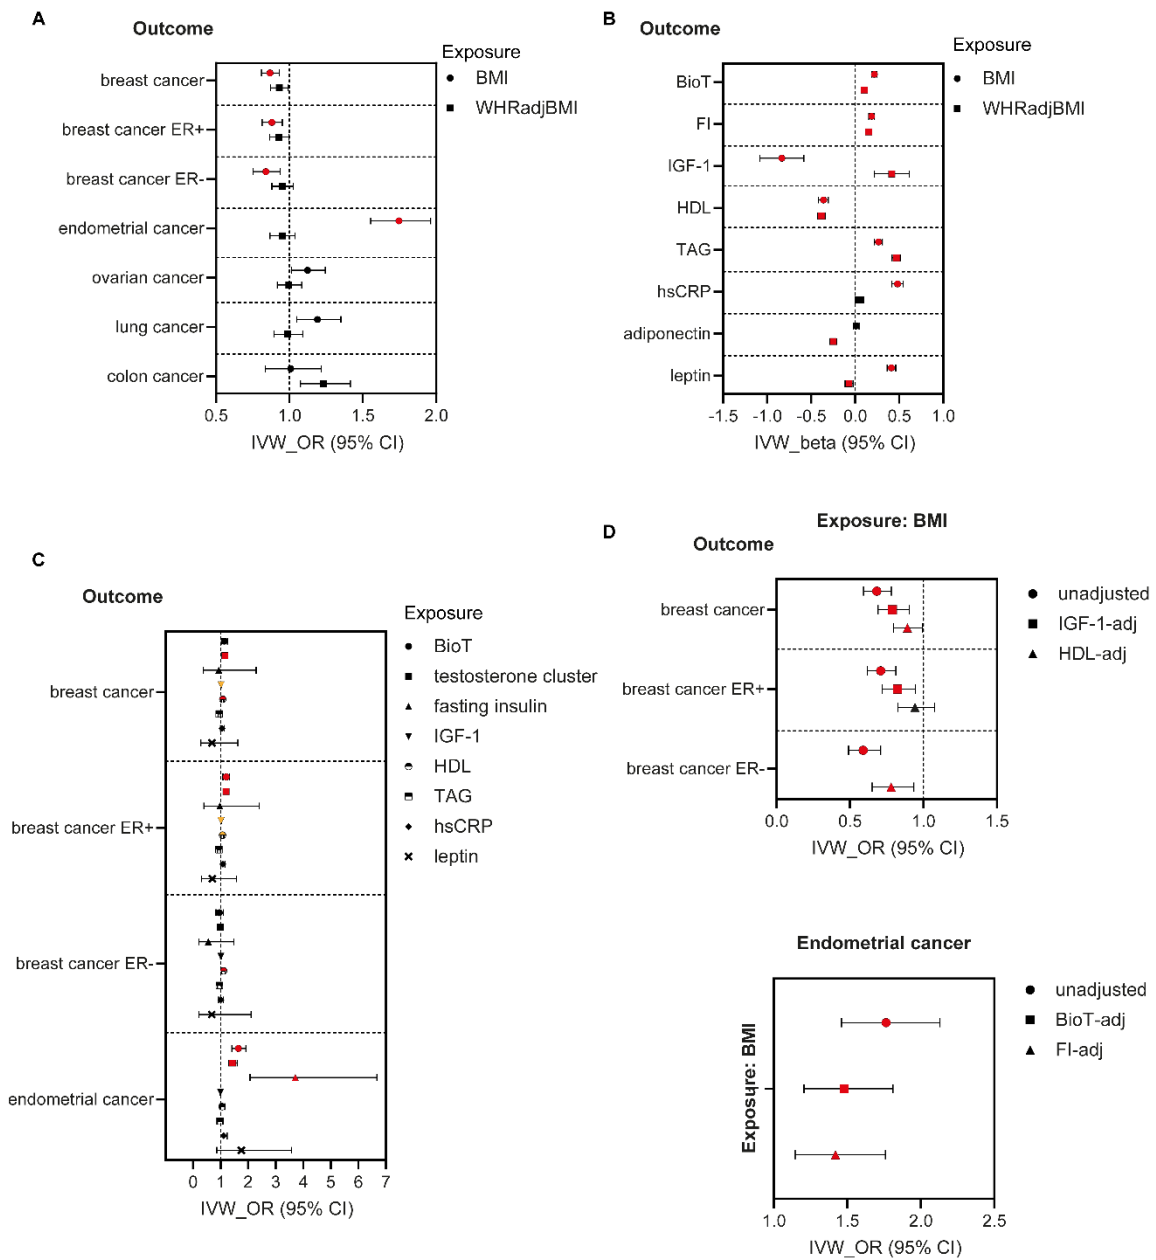 A
Outcome
Exposure
BMI
WHRadjBMI
breast cancer
breast cancer ER+
breast cancer ER-
endometrial cancer
ovarian cancer
lung cancer
colon cancer
0.5 1.0 1.5 2.0
IVW_OR (95% CI)
B
Outcome
Exposure
BMI
WHRadjBMI
BioT
FI
IGF-1
HDL
TAG
hsCRP
adiponectin
leptin
-1.5 -1.0 -0.5 0.0 0.5 1.0
IVW_beta (95% CI)
C
Outcome
Exposure
BioT
testosterone cluster
fasting insulin
IGF-1
HDL
TAG
hsCRP
leptin
breast cancer
breast cancer ER+
breast cancer ER-
endometrial cancer
0 1 2 3 4 5 6 7
IVW_OR (95% CI)
D
Exposure: BMI
Outcome
unadjusted
IGF-1-adj
HDL-adj
breast cancer
breast cancer ER+
breast cancer ER-
0.0 0.5 1.0 1.5
IVW_OR (95% CI)
Endometrial cancer
unadjusted
BioT-adj
FI-adj
Exposure: BMI
1.0 1.5 2.0 2.5
IVW_OR (95% CI)